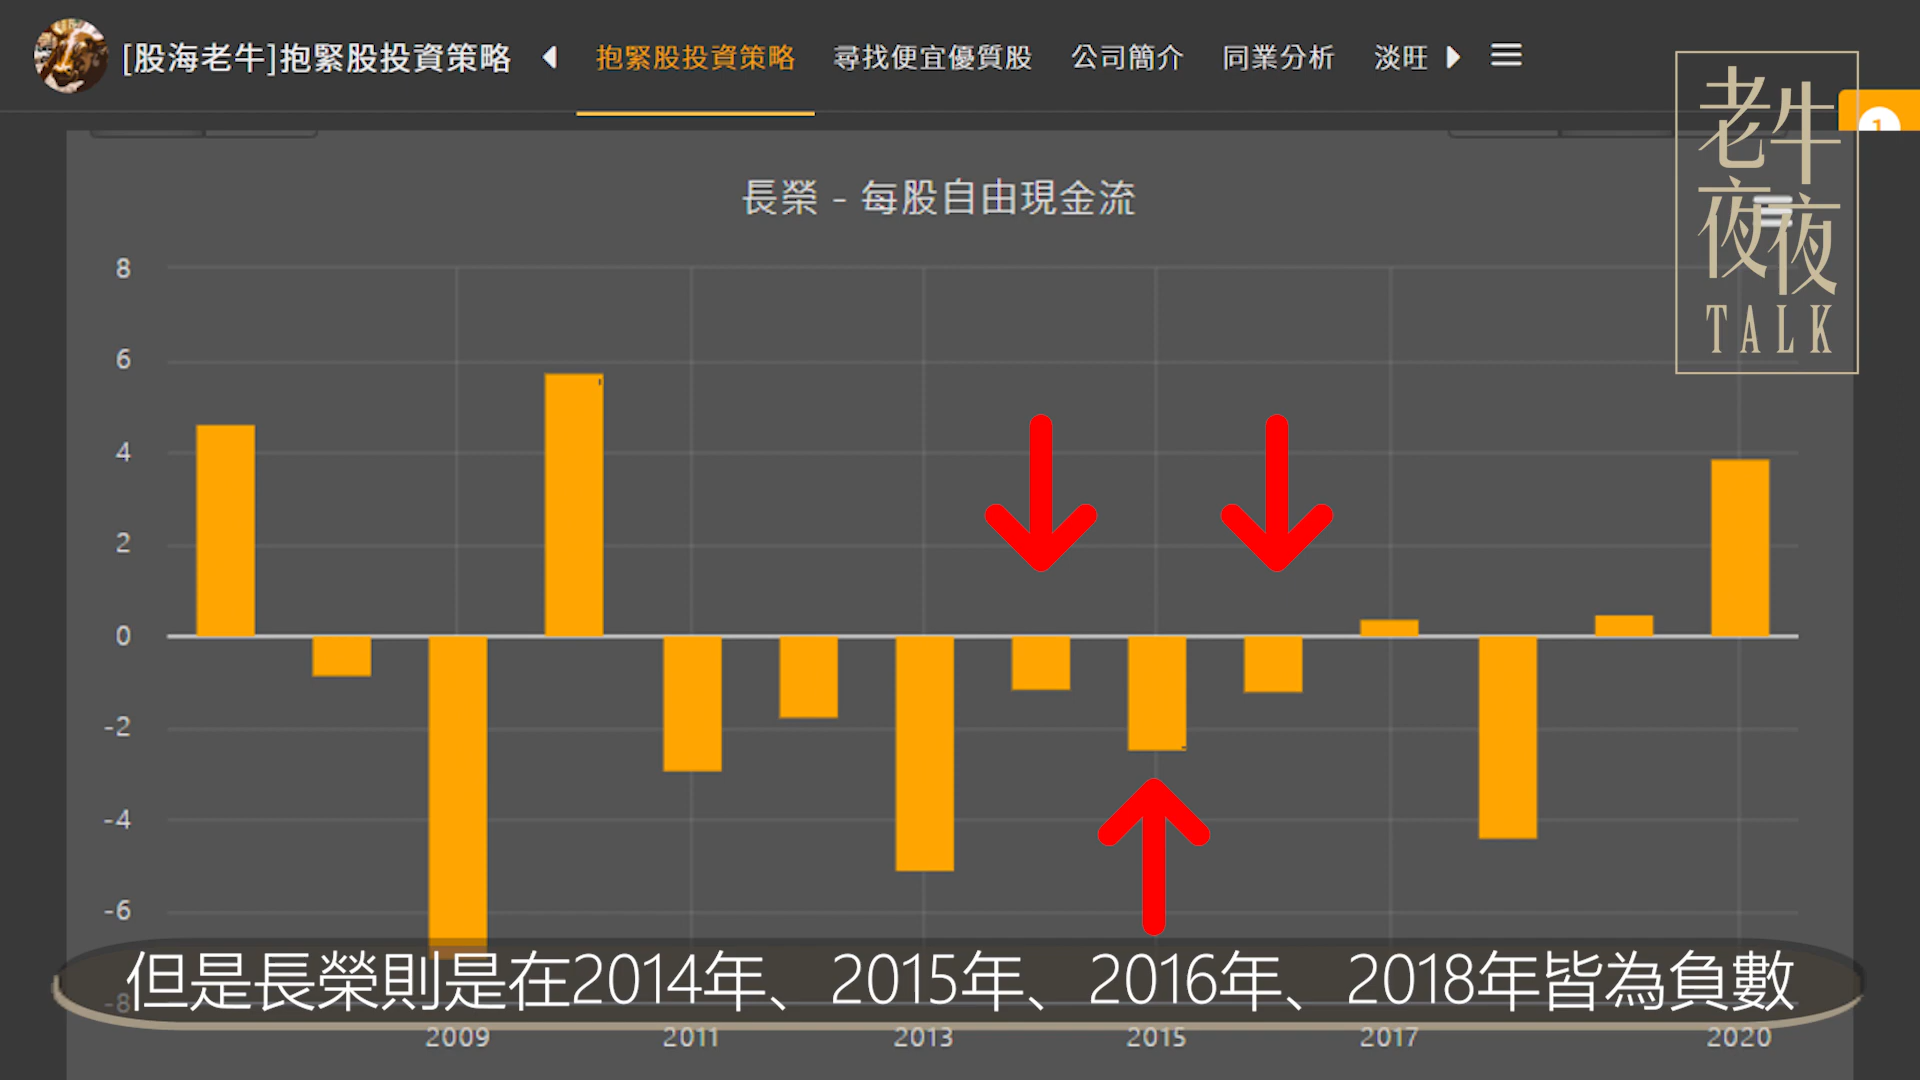 [股海老牛]抱緊股投資策略
抱緊股投資策略
尋找便宜優質股
公司簡介
同業分析
淡旺
1
老牛
夜夜
TALK
長榮 - 每股自由現金流
8
6
4
2
0
-2
-4
-6
-8
但是長榮則是在2014年、2015年、2016年、2018年皆為負數
2009
2011
2013
2015
2017
2020